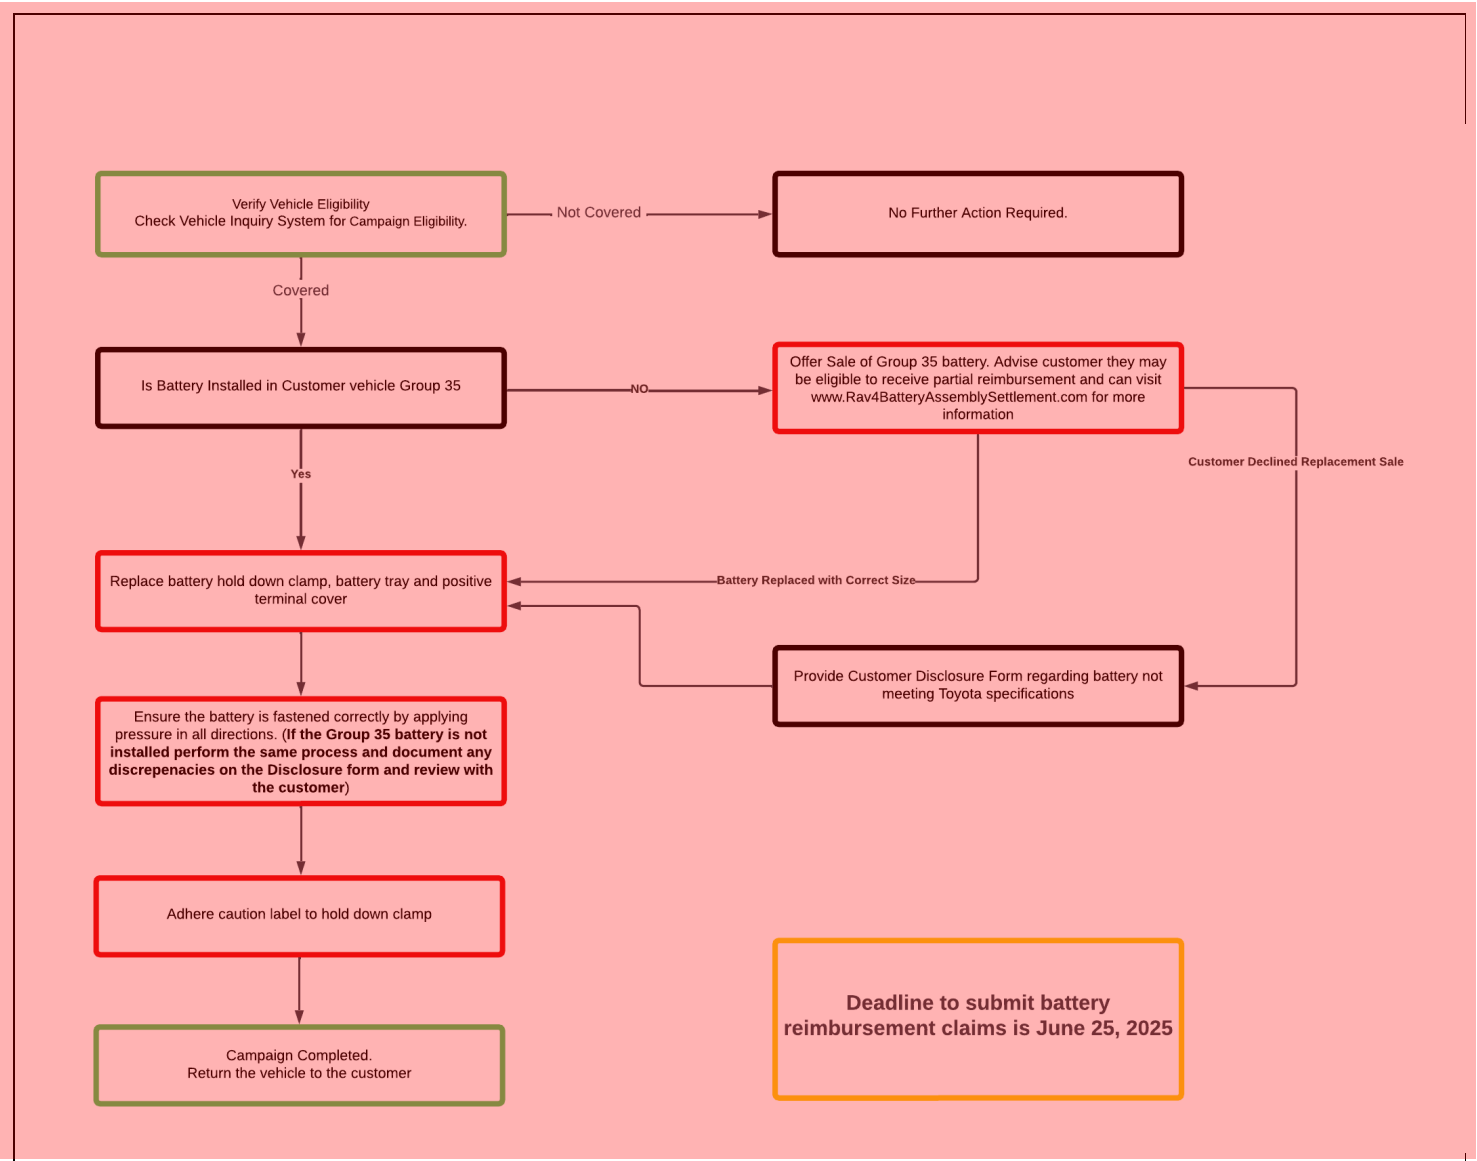 Verify Vehicle Eligibility
Check Vehicle Inquiry System for Campaign Eligibility.
Not Covered
No Further Action Required.
Covered
Is Battery Installed in Customer vehicle Group 35
NO
Offer Sale of Group 35 battery. Advise customer they may
be eligible to receive partial reimbursement and can visit
www.Rav4BatteryAssemblySettlement.com for more
information
Customer Declined Replacement Sale
Yes
Replace battery hold down clamp, battery tray and positive
terminal cover
Battery Replaced with Correct Size
Provide Customer Disclosure Form regarding battery not
meeting Toyota specifications
Ensure the battery is fastened correctly by applying
pressure in all directions. (If the Group 35 battery is not
installed perform the same process and document any
discrepenacies on the Disclosure form and review with
the customer)
Adhere caution label to hold down clamp
Deadline to submit battery
reimbursement claims is June 25, 2025
Campaign Completed.
Return the vehicle to the customer